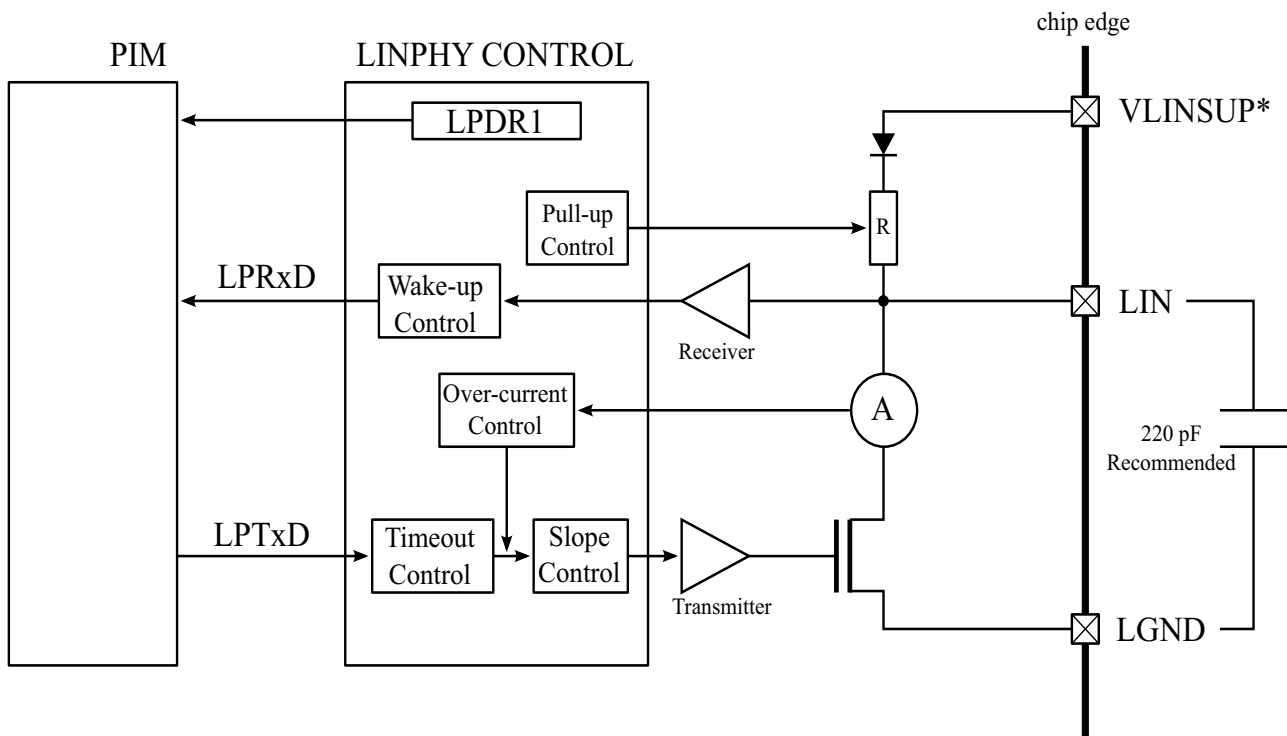 chip edge
PIM
LINPHY CONTROL
LPDR1
VLINSUP*
Pull-up
Control
R
LPRxD
Wake-up
Control
Receiver
LIN
Over-current
Control
A
220 pF
Recommended
LPTxD
Timeout
Control
Slope
Control
Transmitter
LGND